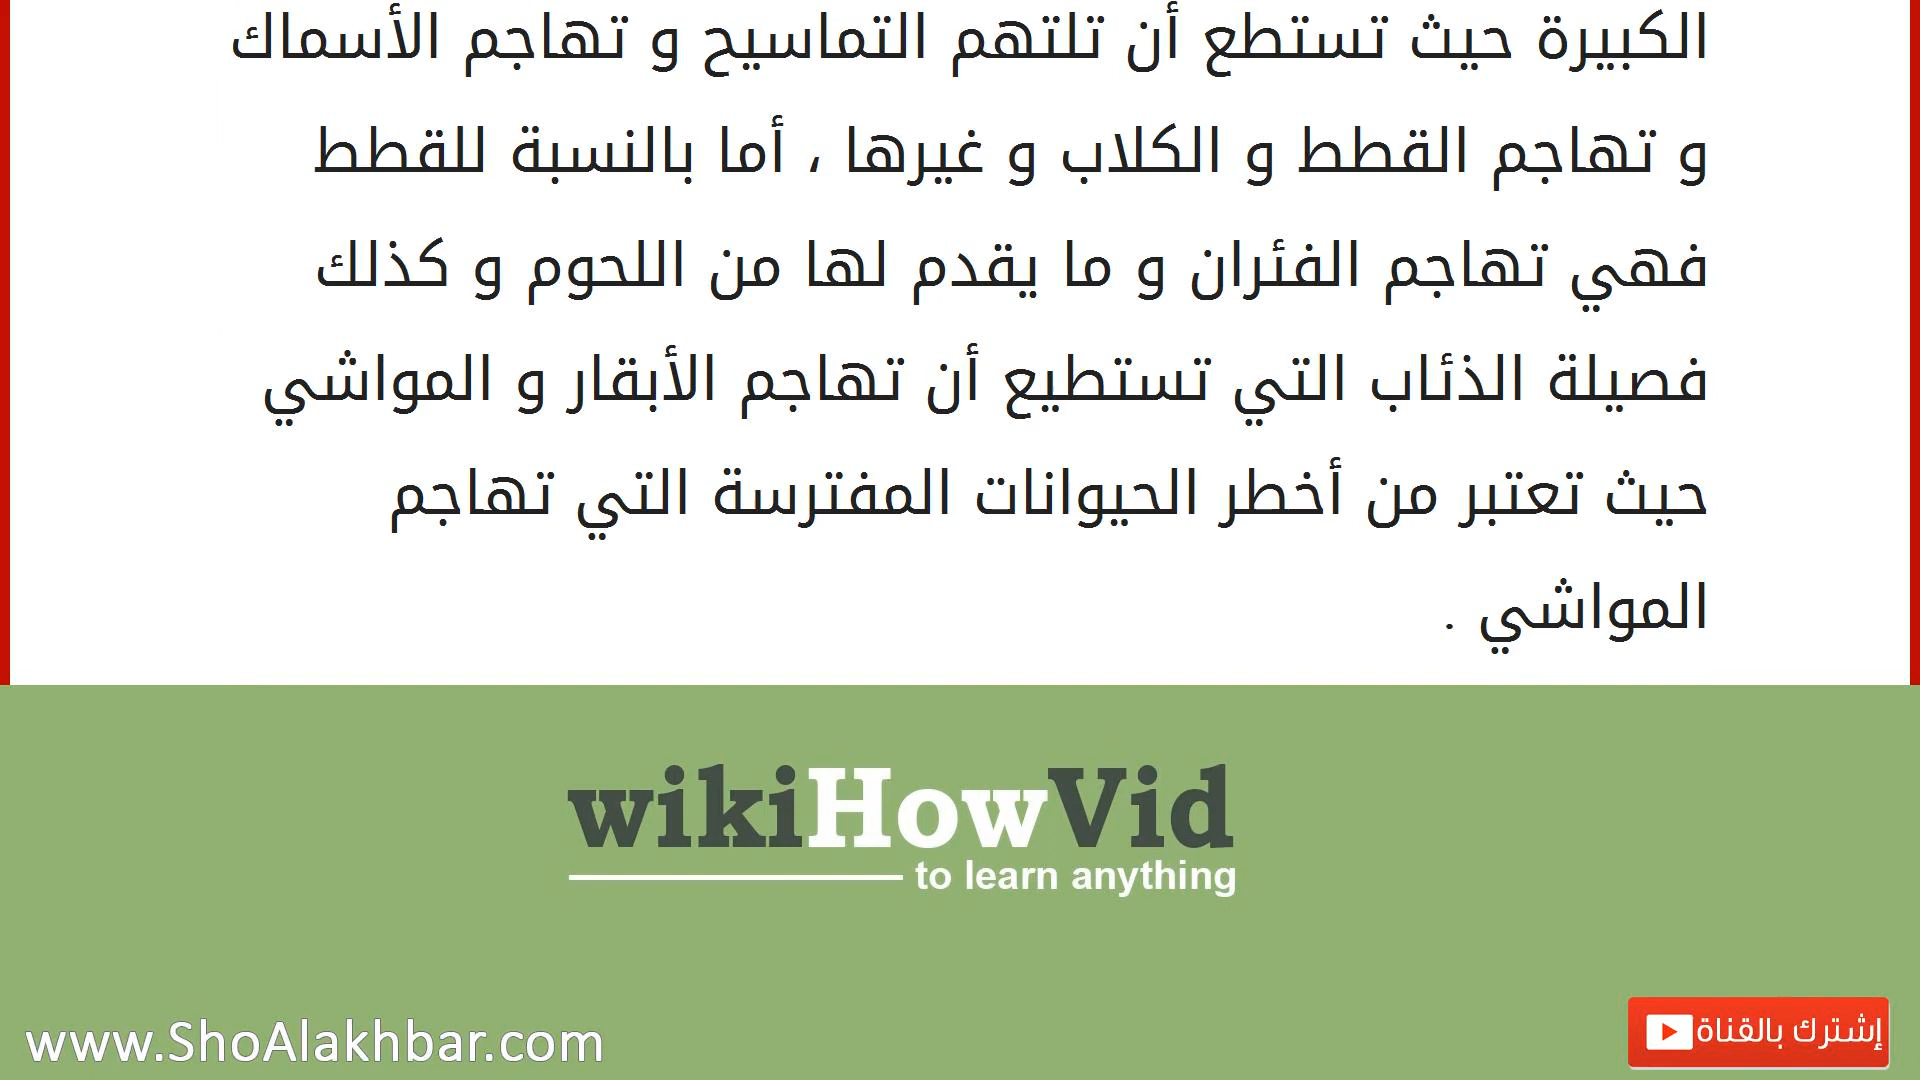 الكبيرة حيث تستطع أن تلتهم التماسيح و تهاجم الأسماك
و تهاجم القطط و الكلاب و غيرها ، أما بالنسبة للقطط
فهي تهاجم الفئران و ما يقدم لها من اللحوم و كذلك
فصيلة الذئاب التي تستطيع أن تهاجم الأبقار و المواشي
حيث تعتبر من أخطر الحيوانات المفترسة التي تهاجم
المواشي .
wikiHowVid
to learn anything
www.ShoAlakhbar.com
إشترك بالقناة